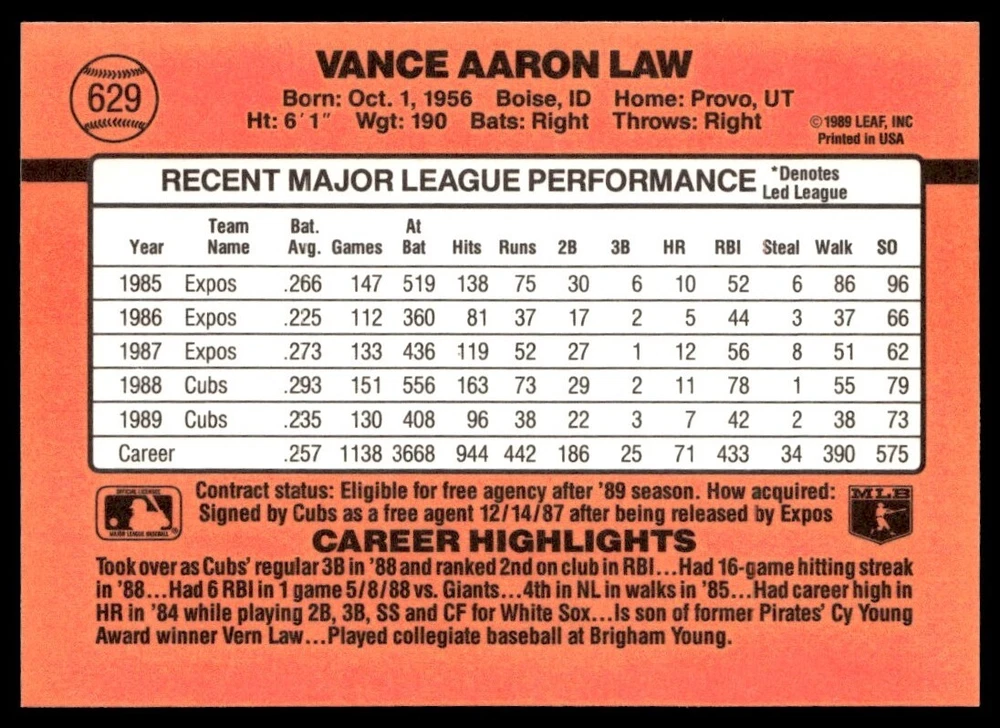 629
VANCE AARON LAW
Born: Oct. 1, 1956 Boise, ID Home: Provo, UT
Ht: 6'1" Wgt: 190 Bats: Right Throws: Right
©1989 LEAF, INC
Printed in USA
RECENT MAJOR LEAGUE PERFORMANCE *Denotes Led League
Year Team Name Bat. Avg. Games At Bat Hits Runs 2B 3B HR RBI Steal Walk SO
1985 Expos .266 147 519 138 75 30 6 10 52 6 86 96
1986 Expos .225 112 360 81 37 17 2 5 44 3 37 66
1987 Expos .273 133 436 119 52 27 1 12 56 8 51 62
1988 Cubs .293 151 556 163 73 29 2 11 78 1 55 79
1989 Cubs .235 130 408 96 38 22 3 7 42 2 38 73
Career .257 1138 3668 944 442 186 25 71 433 34 390 575
OFFICIAL LICENSEE
MAJOR LEAGUE BASEBALL
®
Contract status: Eligible for free agency after '89 season. How acquired:
Signed by Cubs as a free agent 12/14/87 after being released by Expos
MLB
CAREER HIGHLIGHTS
Took over as Cubs' regular 3B in '88 and ranked 2nd on club in RBI...Had 16-game hitting streak
in '88...Had 6 RBI in 1 game 5/8/88 vs. Giants...4th in NL in walks in '85...Had career high in
HR in '84 while playing 2B, 3B, SS and CF for White Sox...Is son of former Pirates' Cy Young
Award winner Vern Law...Played collegiate baseball at Brigham Young.